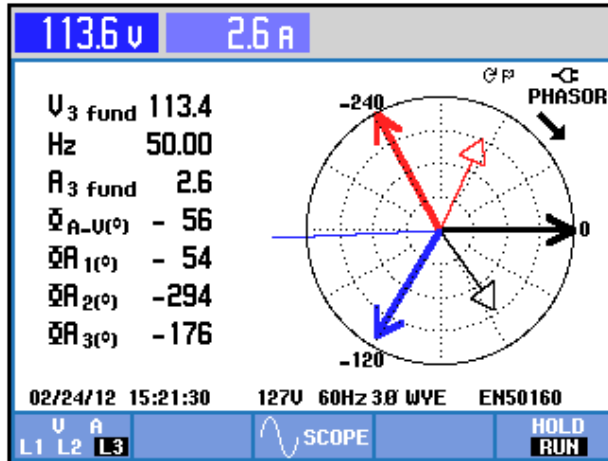 113.6 V 2.6 A
PHASOR
V3 fund 113.4
Hz 50.00
A3 fund 2.6
ΦA-V(°) - 56
ΦA1(°) - 54
ΦA2(°) -294
ΦA3(°) -176
-240
0
-120
02/24/12 15:21:30 127V 60Hz 3Ø WYE EN50160
V A
L1 L2 L3
SCOPE
HOLD
RUN